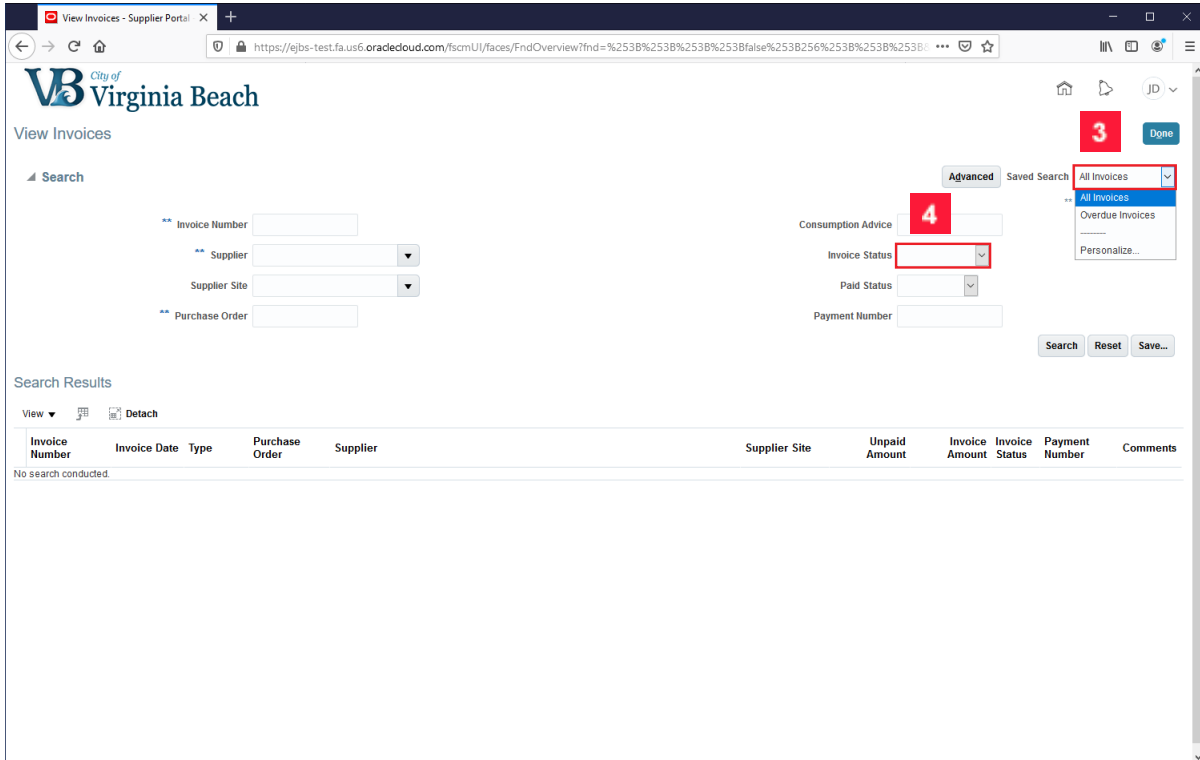 View Invoices - Supplier Portal -
https://ejbs-test.fa.us6.oraclecloud.com/fscmUI/faces/FndOverview?fnd=%253B%253B%253B%253Bfalse%253B256%253B%253B%253B
VB City of Virginia Beach
JD
View Invoices
3
Done
Search
Advanced Saved Search All Invoices
** All Invoices
Overdue Invoices
--------
Personalize...
** Invoice Number
Consumption Advice
4
** Supplier
Invoice Status
Supplier Site
Paid Status
** Purchase Order
Payment Number
Search Reset Save...
Search Results
View Detach
Invoice Number Invoice Date Type Purchase Order Supplier Supplier Site Unpaid Amount Invoice Amount Invoice Status Payment Number Comments
No search conducted.